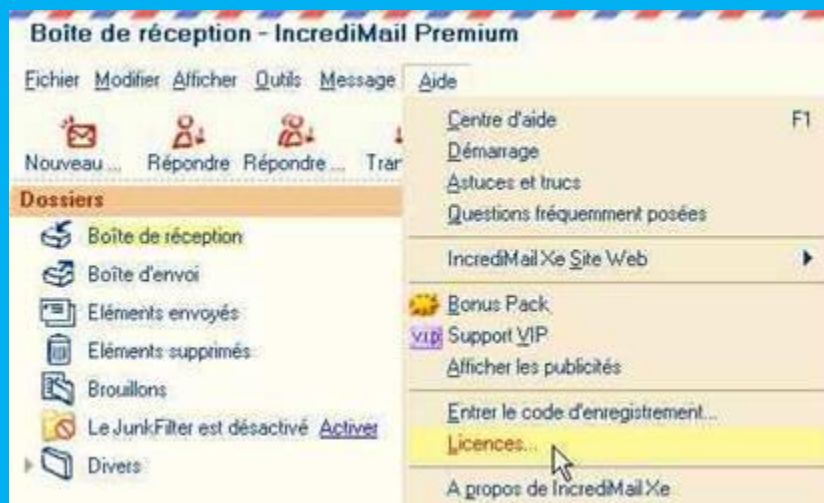 Boîte de réception - IncrediMail Premium
Fichier Modifier Afficher Outils Message Aide
Nouveau ... Répondre Répondre ... Tran
Dossiers
Boîte de réception
Boîte d'envoi
Eléments envoyés
Eléments supprimés
Brouillons
Le JunkFilter est désactivé Activer
Divers
Centre d'aide F1
Démarrage
Astuces et trucs
Questions fréquemment posées
IncrediMail Xe Site Web
Bonus Pack
VIP Support VIP
Afficher les publicités
Entrer le code d'enregistrement...
Licences...
A propos de IncrediMail Xe